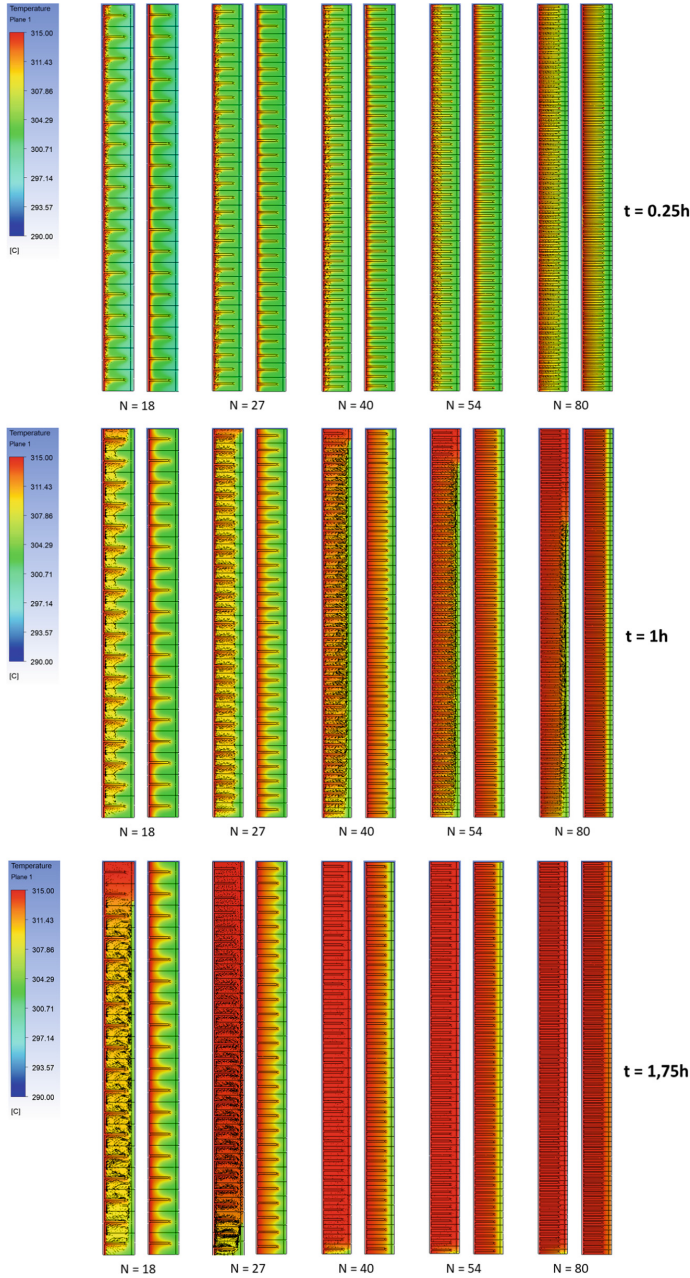 Temperature
Plane 1
315.00
311.43
307.86
304.29
300.71
297.14
293.57
290.00
[C]
t = 0.25h
N = 18
N = 27
N = 40
N = 54
N = 80
Temperature
Plane 1
315.00
311.43
307.86
304.29
300.71
297.14
293.57
290.00
[C]
t = 1h
N = 18
N = 27
N = 40
N = 54
N = 80
Temperature
Plane 1
315.00
311.43
307.86
304.29
300.71
297.14
293.57
290.00
[C]
t = 1,75h
N = 18
N = 27
N = 40
N = 54
N = 80